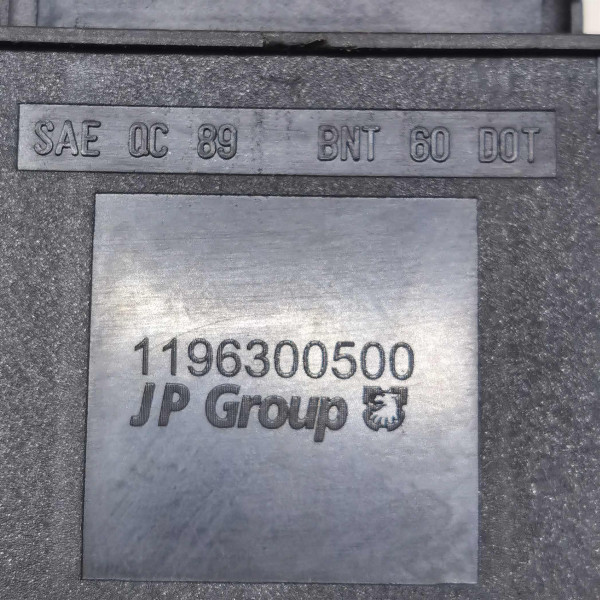 SAE QC 89 BNT 60 DOT
1196300500
JP Group